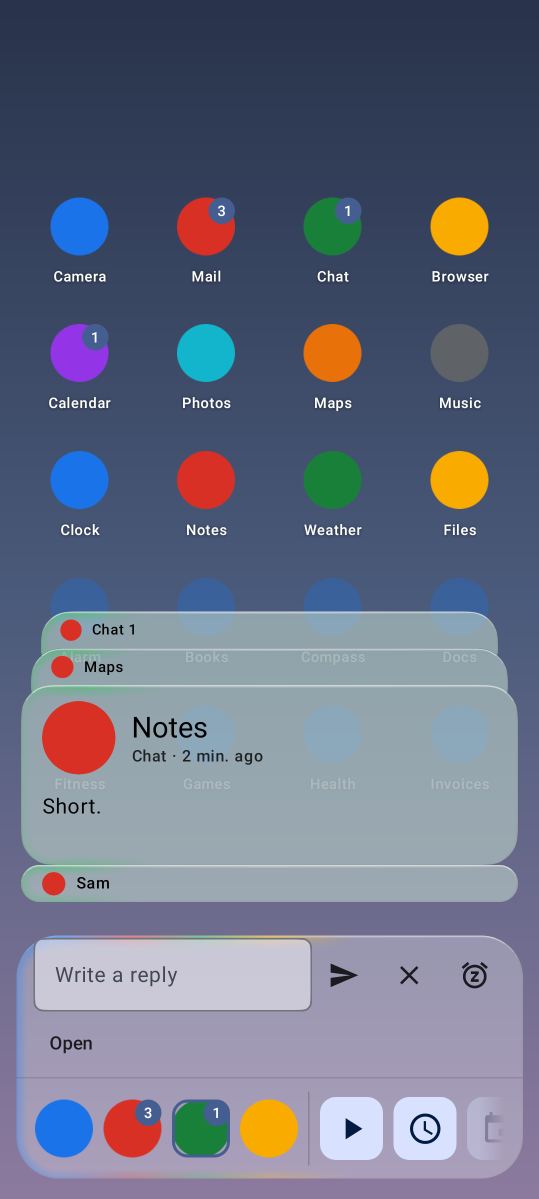 3
1
Camera
Mail
Chat
Browser
1
Calendar
Photos
Maps
Music
Clock
Notes
Weather
Files
Chat 1
Alarm
Books
Compass
Docs
Maps
Notes
Chat · 2 min. ago
Fitness
Games
Health
Invoices
Short.
Sam
Write a reply
Open
3
1